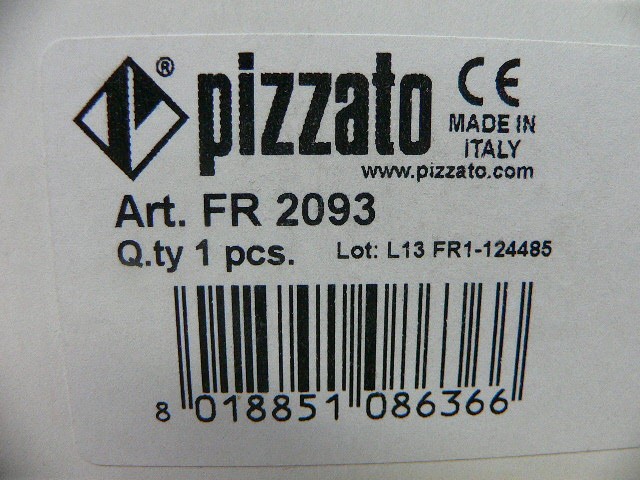 ® pizzato CE
MADE IN
ITALY
www.pizzato.com
Art. FR 2093
Q.ty 1 pcs. Lot: L13 FR1-124485
8 018851 086366